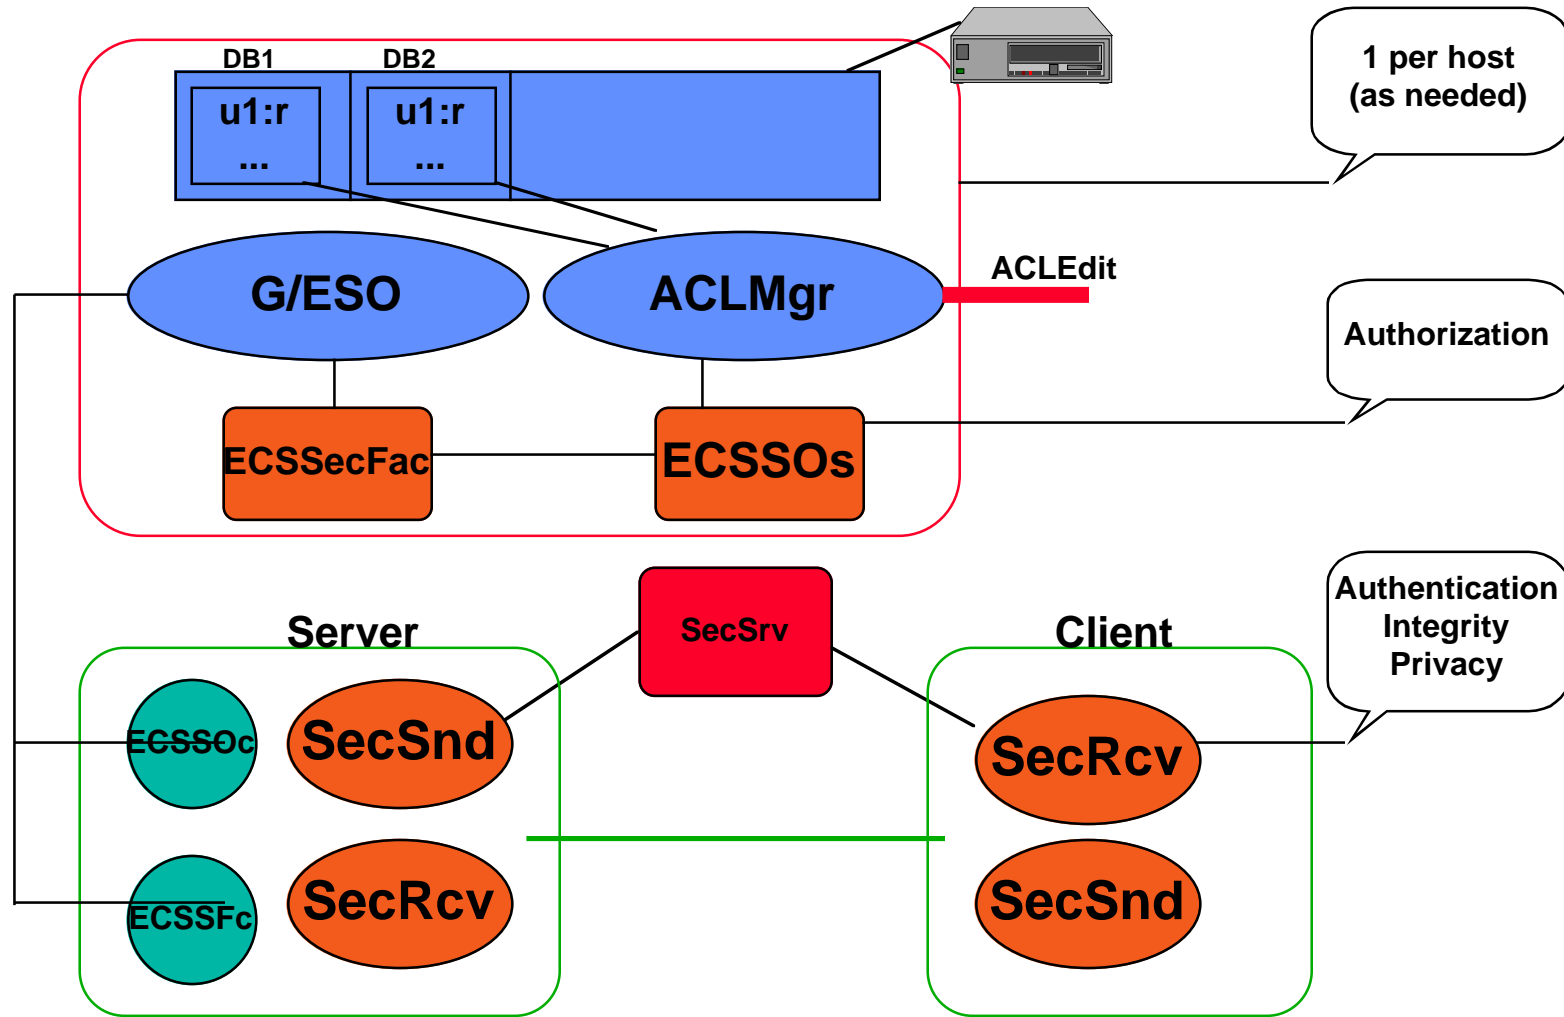 DB1
DB2
1 per host
(as needed)
u1:r
...
u1:r
...
G/ESO
ACLMgr
ACLEdit
Authorization
ECSSecFac
ECSSOs
Server
SecSrv
Client
Authentication
Integrity
Privacy
ECSSOc
SecSnd
SecRcv
ECSSFc
SecRcv
SecSnd